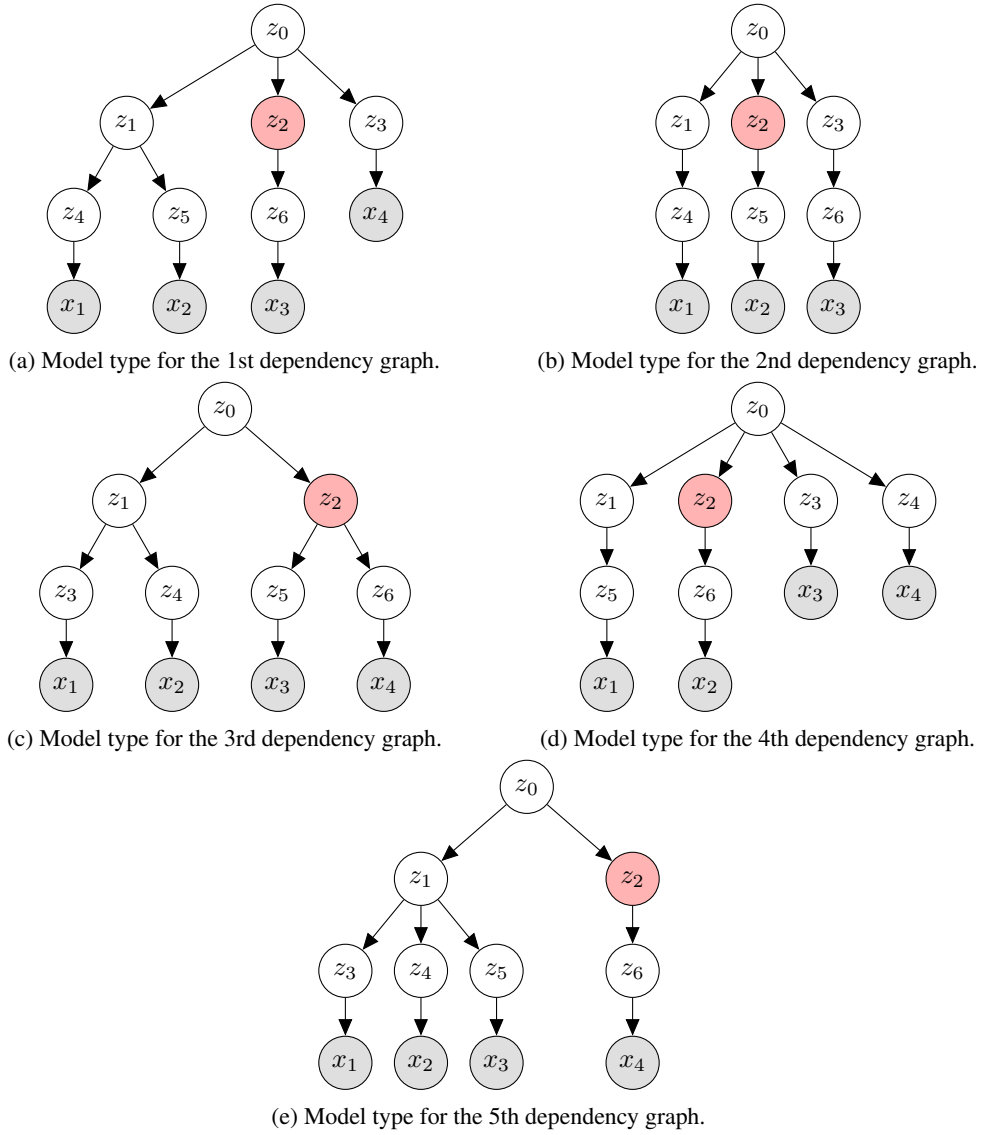 z₀ z₀
z₁ z₂ z₃ z₁ z₂ z₃
z₄ z₅ z₆ x₄ z₄ z₅ z₆
x₁ x₂ x₃ x₁ x₂ x₃
(a) Model type for the 1st dependency graph. (b) Model type for the 2nd dependency graph.
z₀ z₀
z₁ z₂ z₁ z₂ z₃ z₄
z₃ z₄ z₅ z₆ z₅ z₆ x₃ x₄
x₁ x₂ x₃ x₄ x₁ x₂
(c) Model type for the 3rd dependency graph. (d) Model type for the 4th dependency graph.
z₀
z₁ z₂
z₃ z₄ z₅ z₆
x₁ x₂ x₃ x₄
(e) Model type for the 5th dependency graph.